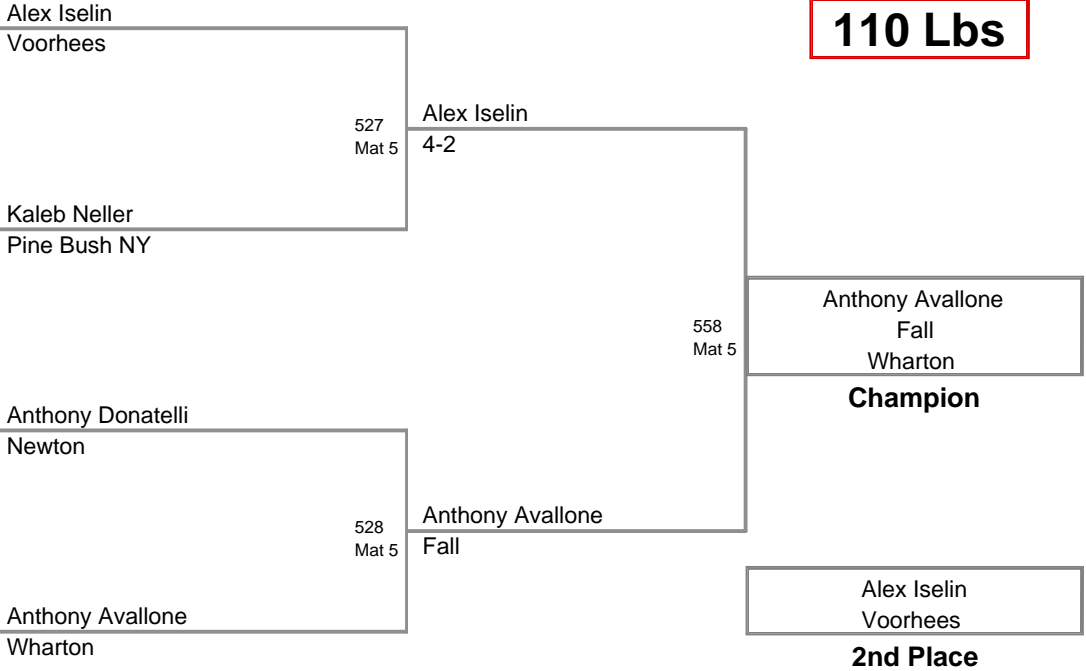 Alex Iselin
110 Lbs
Voorhees
Alex Iselin
527
Mat 5
4-2
Kaleb Neller
Pine Bush NY
Anthony Avallone
558
Fall
Mat 5
Wharton
Champion
Anthony Donatelli
Newton
Anthony Avallone
528
Mat 5
Fall
Alex Iselin
Anthony Avallone
Voorhees
Wharton
2nd Place